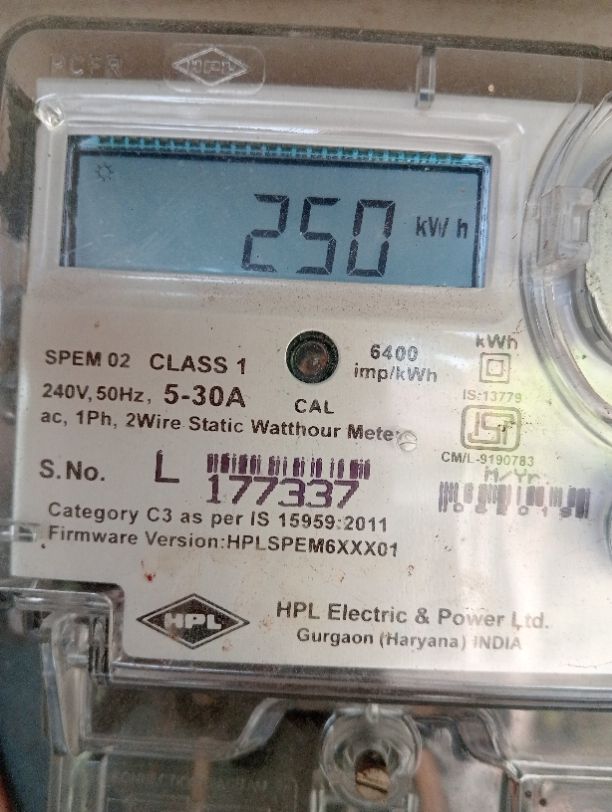 250 kWh
SPEM 02 CLASS 1
6400
imp/kWh
kWh
240V, 50Hz, 5-30A
CAL
IS:13779
ac, 1Ph, 2Wire Static Watthour Meter
ISI
CM/L-9190783
M/Yr
S.No. L
177337
Category C3 as per IS 15959:2011
Firmware Version:HPLSPEM6XXX01
HPL
HPL Electric & Power Ltd.
Gurgaon (Haryana) INDIA